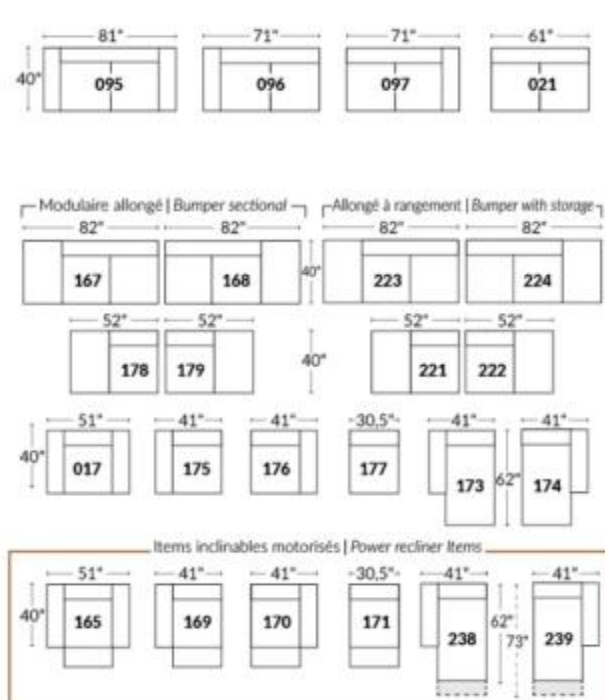 81" 71" 71" 61"
40"
095 096 097 021
Modulaire allongé | Bumper sectional Allongé à rangement | Bumper with storage
82" 82" 82" 82"
167 168 40" 223 224
52" 52" 52" 52"
178 179 40" 221 222
51" 41" 41" 30,5" 41" 41"
40"
017 175 176 177 173 62" 174
Items inclinables motorisés | Power recliner Items
51" 41" 41" 30,5" 41" 41"
40" 62"
165 169 170 171 238 73" 239